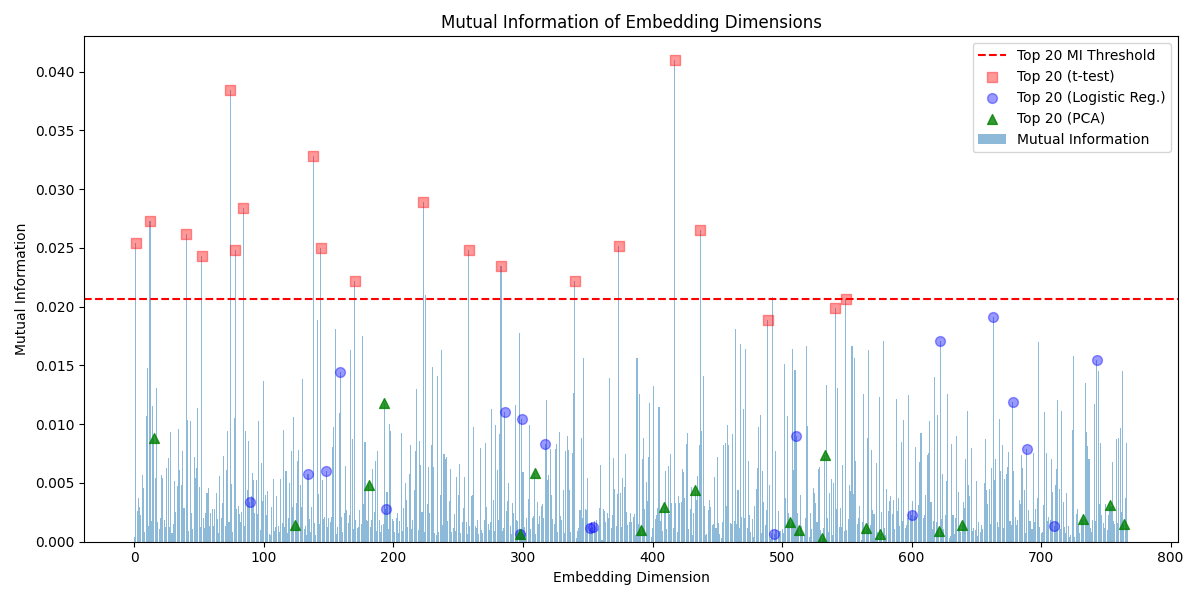 Mutual Information of Embedding Dimensions
Top 20 MI Threshold
Top 20 (t-test)
Top 20 (Logistic Reg.)
Top 20 (PCA)
Mutual Information
Mutual Information
0.040
0.035
0.030
0.025
0.020
0.015
0.010
0.005
0.000
0 100 200 300 400 500 600 700 800
Embedding Dimension